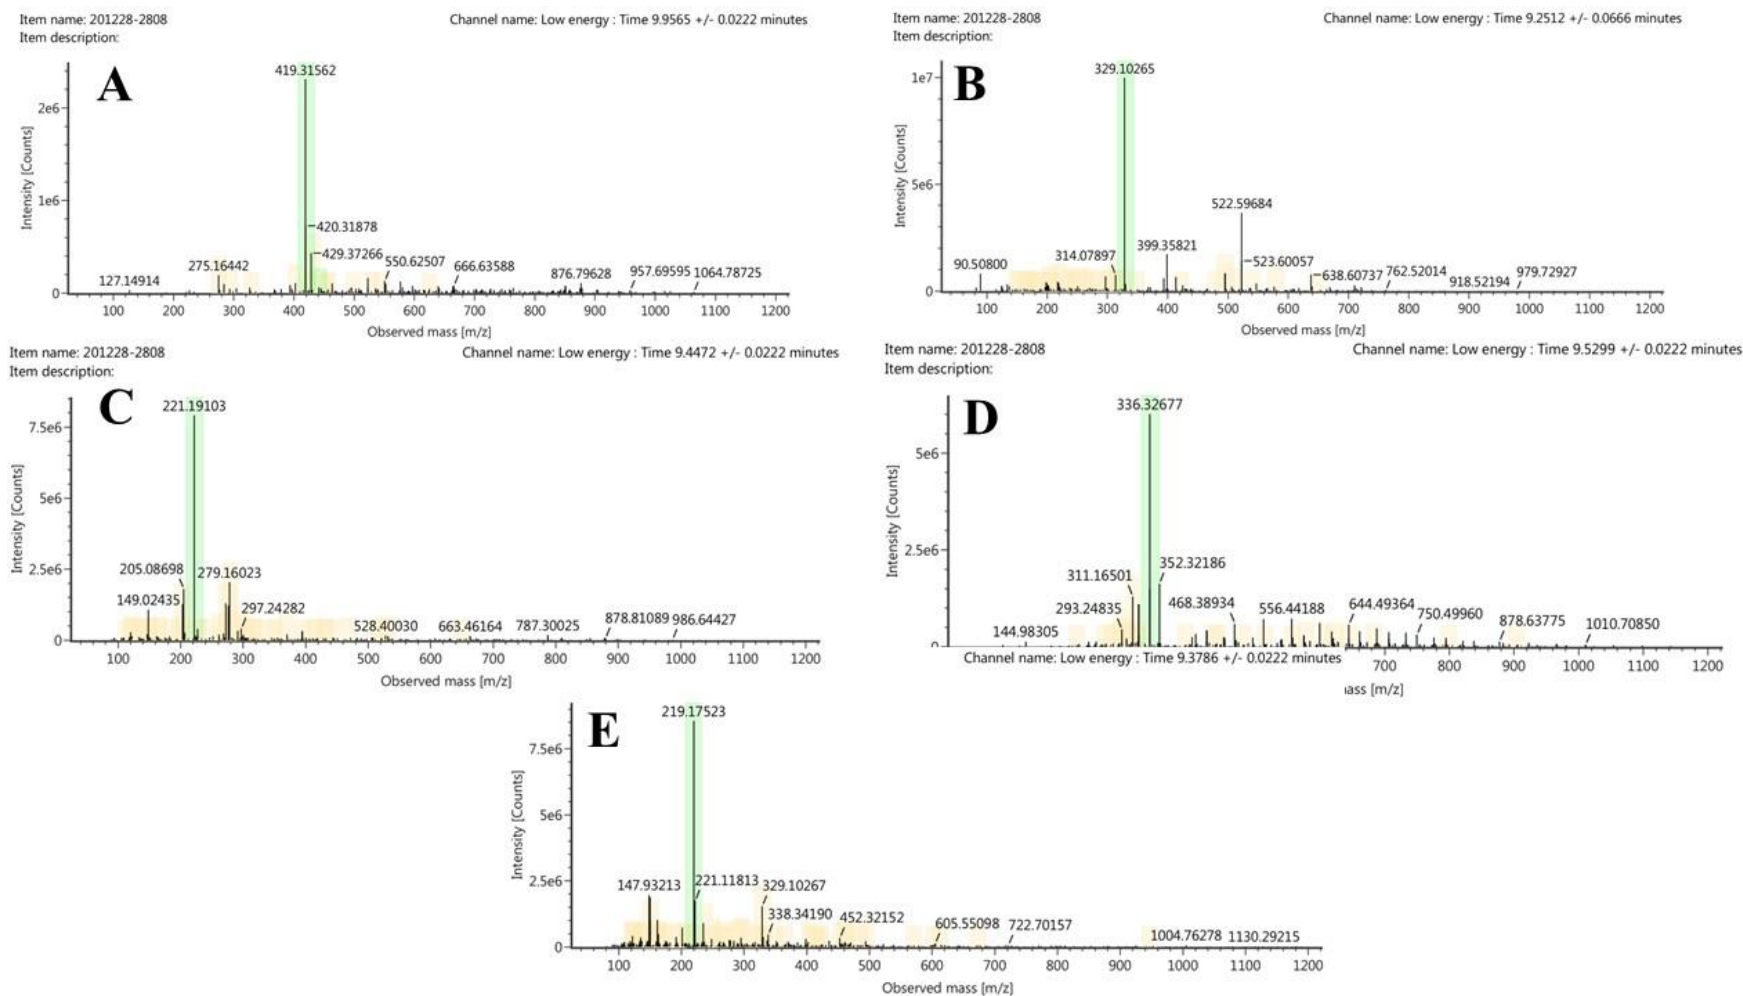 Item name: 201228-2808
Channel name: Low energy : Time 9.9565 +/- 0.0222 minutes
Item description:
A
419.31562
2e6
1e6
0
Intensity [Counts]
420.31878
429.37266
275.16442
550.62507
666.63588
876.79628
957.69595
1064.78725
127.14914
100 200 300 400 500 600 700 800 900 1000 1100 1200
Observed mass [m/z]
Item name: 201228-2808
Channel name: Low energy : Time 9.2512 +/- 0.0666 minutes
Item description:
B
329.10265
1e7
5e6
0
Intensity [Counts]
522.59684
399.35821
314.07897
90.50800
523.60057
638.60737
762.52014
918.52194
979.72927
100 200 300 400 500 600 700 800 900 1000 1100 1200
Observed mass [m/z]
Item name: 201228-2808
Channel name: Low energy : Time 9.4472 +/- 0.0222 minutes
Item description:
C
221.19103
7.5e6
5e6
2.5e6
0
Intensity [Counts]
205.08698
279.16023
149.02435
297.24282
528.40030
663.46164
787.30025
878.81089
986.64427
100 200 300 400 500 600 700 800 900 1000 1100 1200
Observed mass [m/z]
Item name: 201228-2808
Channel name: Low energy : Time 9.5299 +/- 0.0222 minutes
Item description:
D
336.32677
5e6
2.5e6
0
Intensity [Counts]
352.32186
311.16501
293.24835
468.38934
556.44188
644.49364
750.49960
144.98305
878.63775
1010.70850
700 800 900 1000 1100 1200
ass [m/z]
Channel name: Low energy : Time 9.3786 +/- 0.0222 minutes
E
219.17523
7.5e6
5e6
2.5e6
0
Intensity [Counts]
147.93213
221.11813
329.10267
338.34190
452.32152
605.55098
722.70157
1004.76278
1130.29215
100 200 300 400 500 600 700 800 900 1000 1100 1200
Observed mass [m/z]